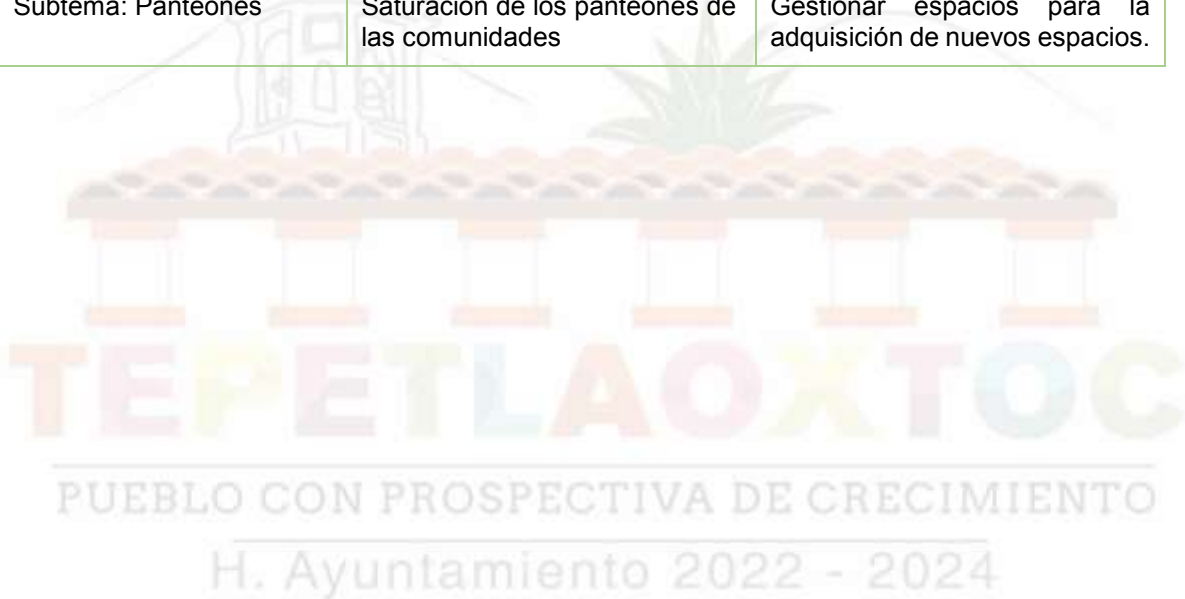 Subtema: Panteones
Saturación de los panteones de
las comunidades
Gestionar espacios para la
adquisición de nuevos espacios.
TEPETLAOXTOC
PUEBLO CON PROSPECTIVA DE CRECIMIENTO
H. Ayuntamiento 2022 - 2024